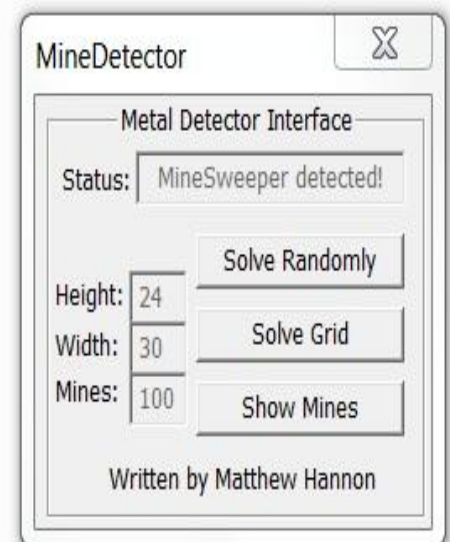 MineDetector
Metal Detector Interface
Status: MineSweeper detected!
Solve Randomly
Height: 24
Solve Grid
Width: 30
Mines: 100
Show Mines
Written by Matthew Hannon